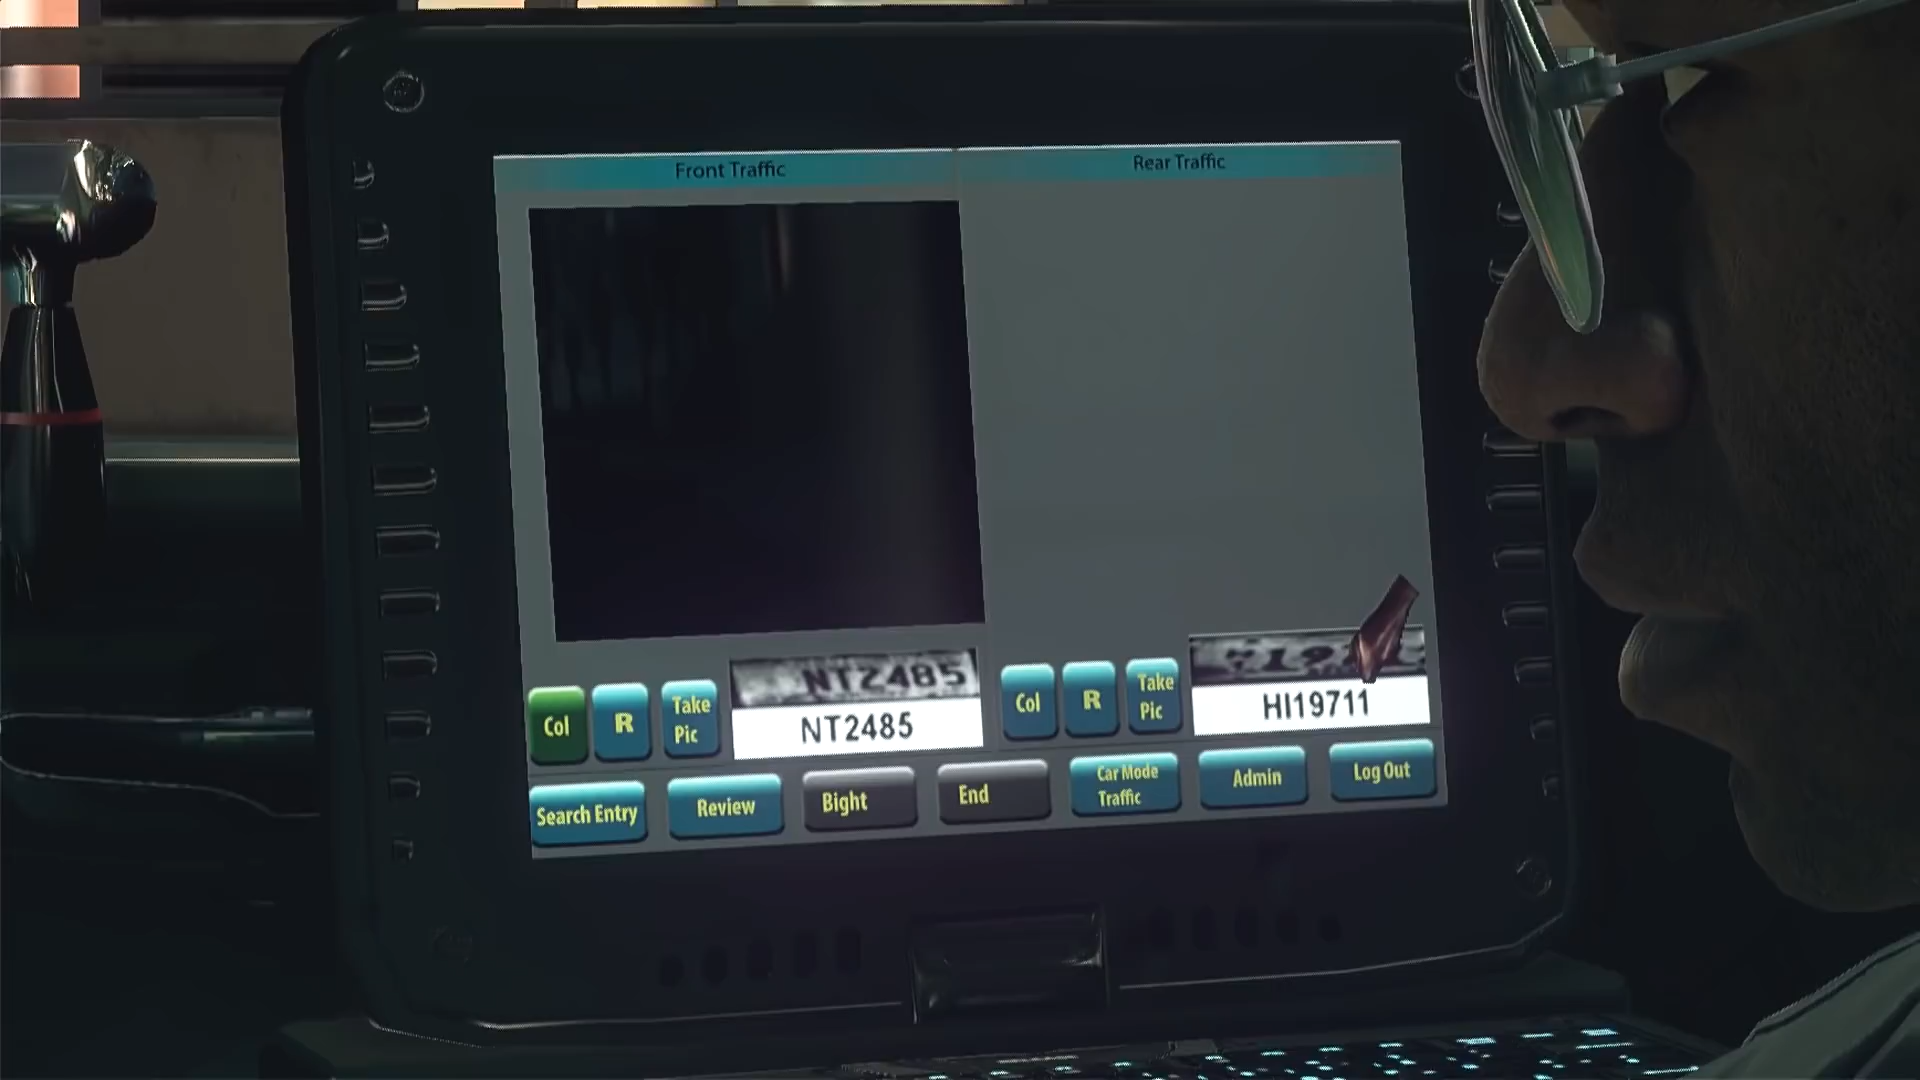 Front Traffic
Rear Traffic
NT2485
Col
R
Take
Pic
NT2485
Col
R
Take
Pic
HI19711
Search Entry
Review
Bight
End
Car Mode
Traffic
Admin
Log Out